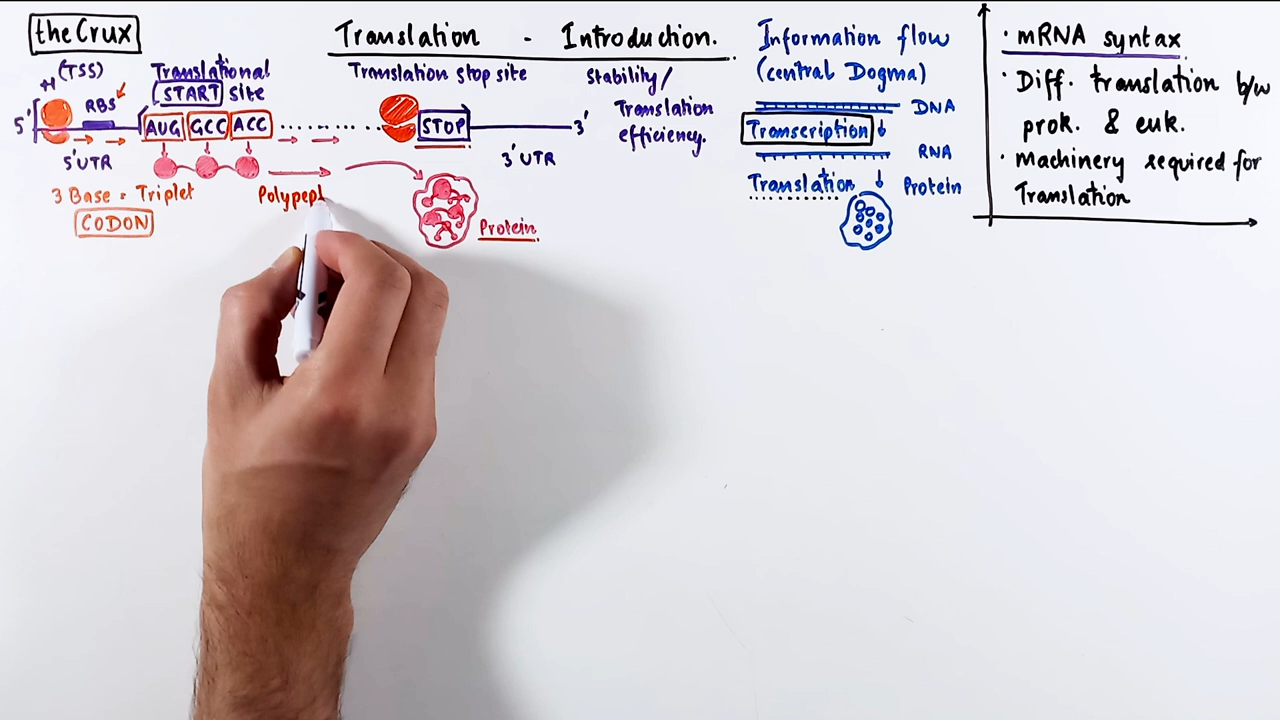 the Crux
Translation - Introduction.
+1 (TSS)
RBS
Translational
START site
5' AUG GCC ACC
5'UTR
3 Base = Triplet
CODON
Polypept
Translation stop site
STOP
3'
3'UTR
Protein
Stability/
Translation
efficiency.
Information flow
(central Dogma)
DNA
Transcription
RNA
Translation
Protein
• mRNA syntax
• Diff. translation b/w
prok. & euk.
• Machinery required for
Translation